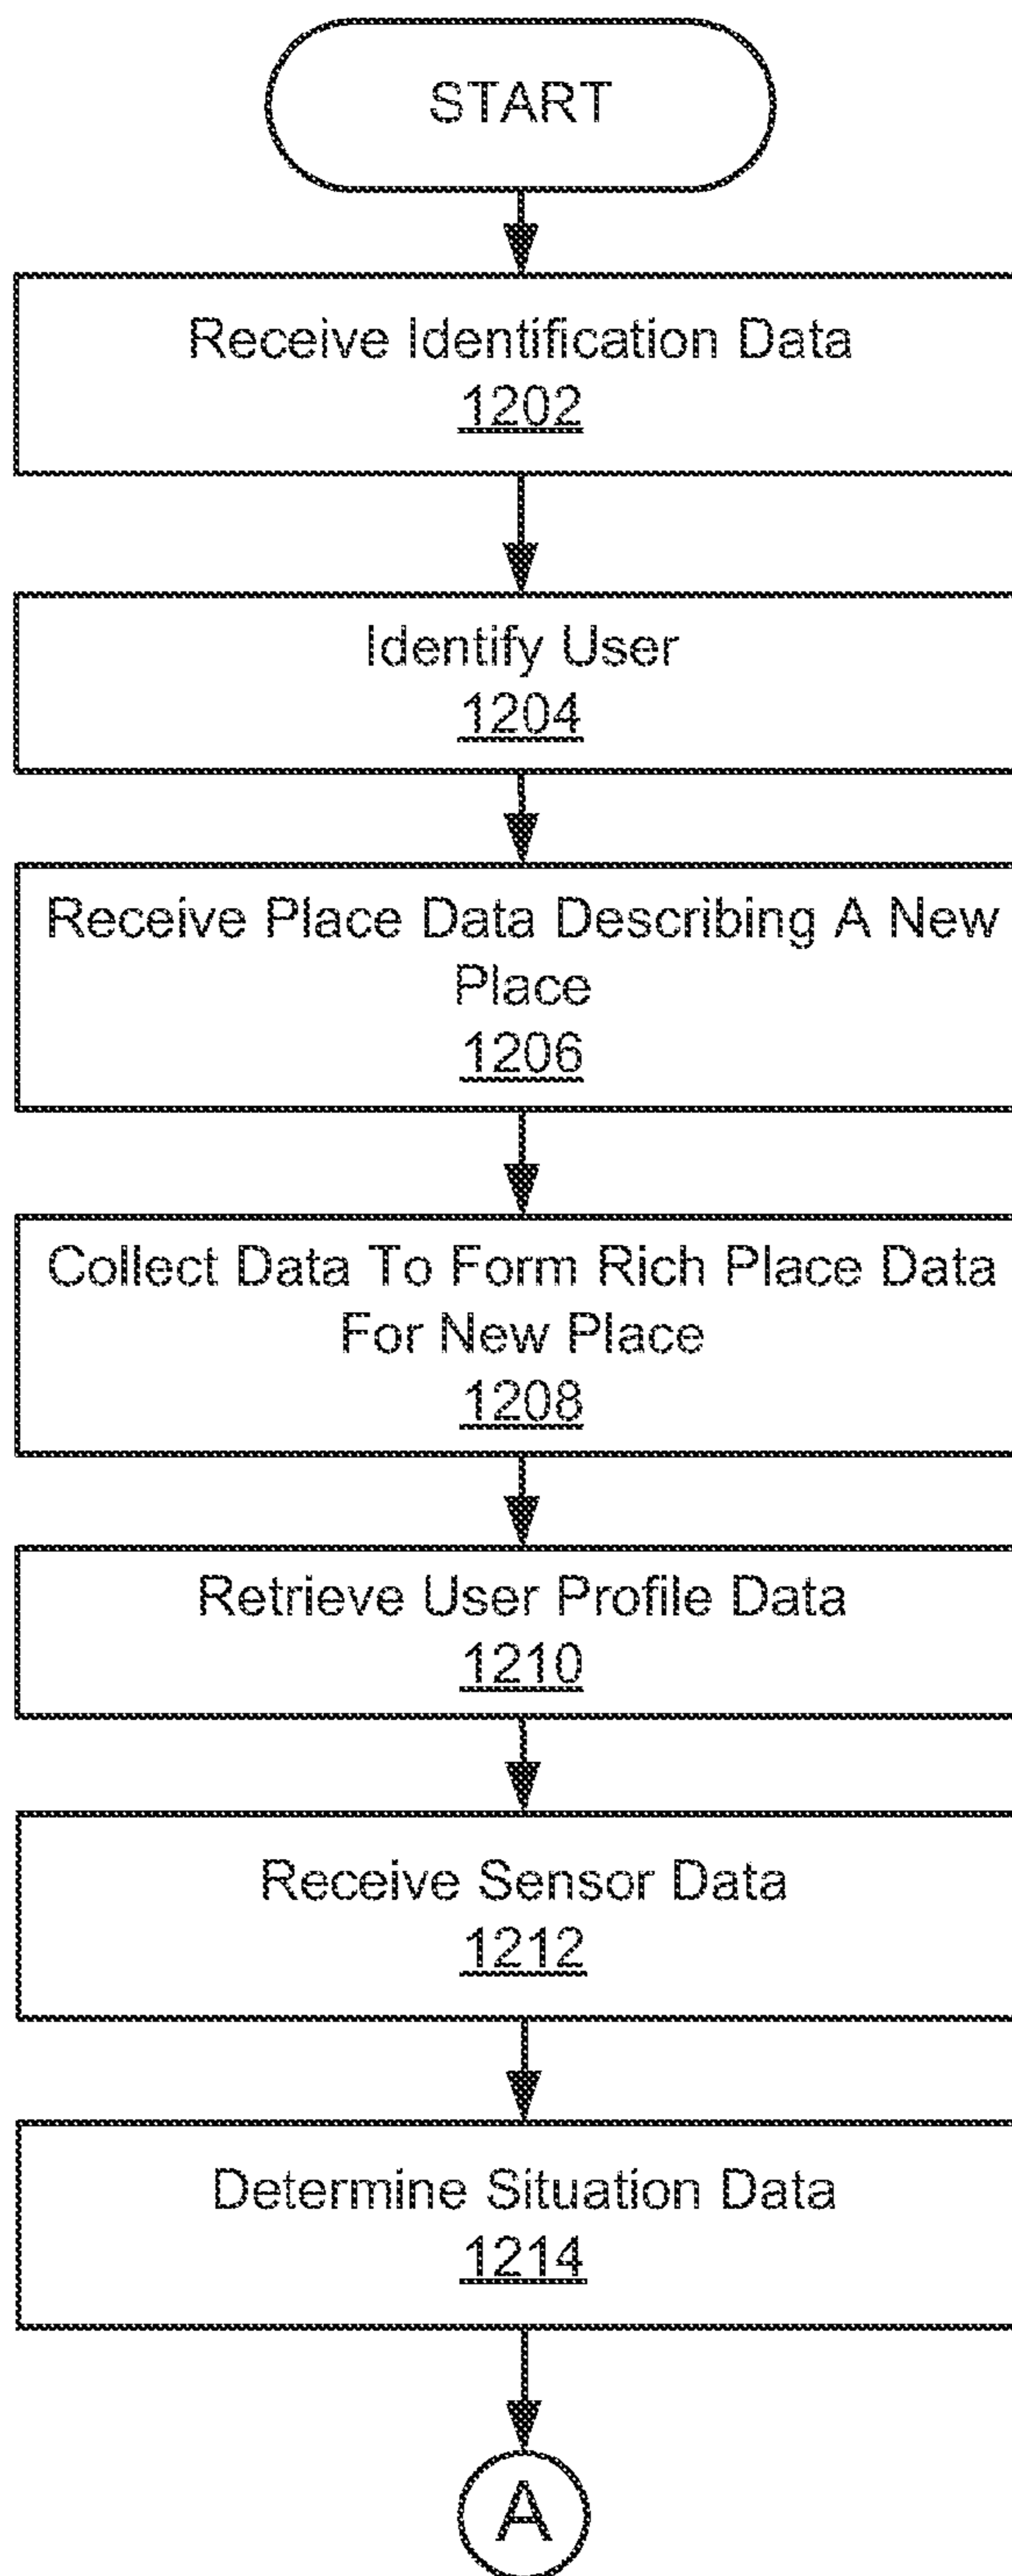 START
Receive Identification Data
1202
Identify User
1204
Receive Place Data Describing A New
Place
1206
Collect Data To Form Rich Place Data
For New Place
1208
Retrieve User Profile Data
1210
Receive Sensor Data
1212
Determine Situation Data
1214
A